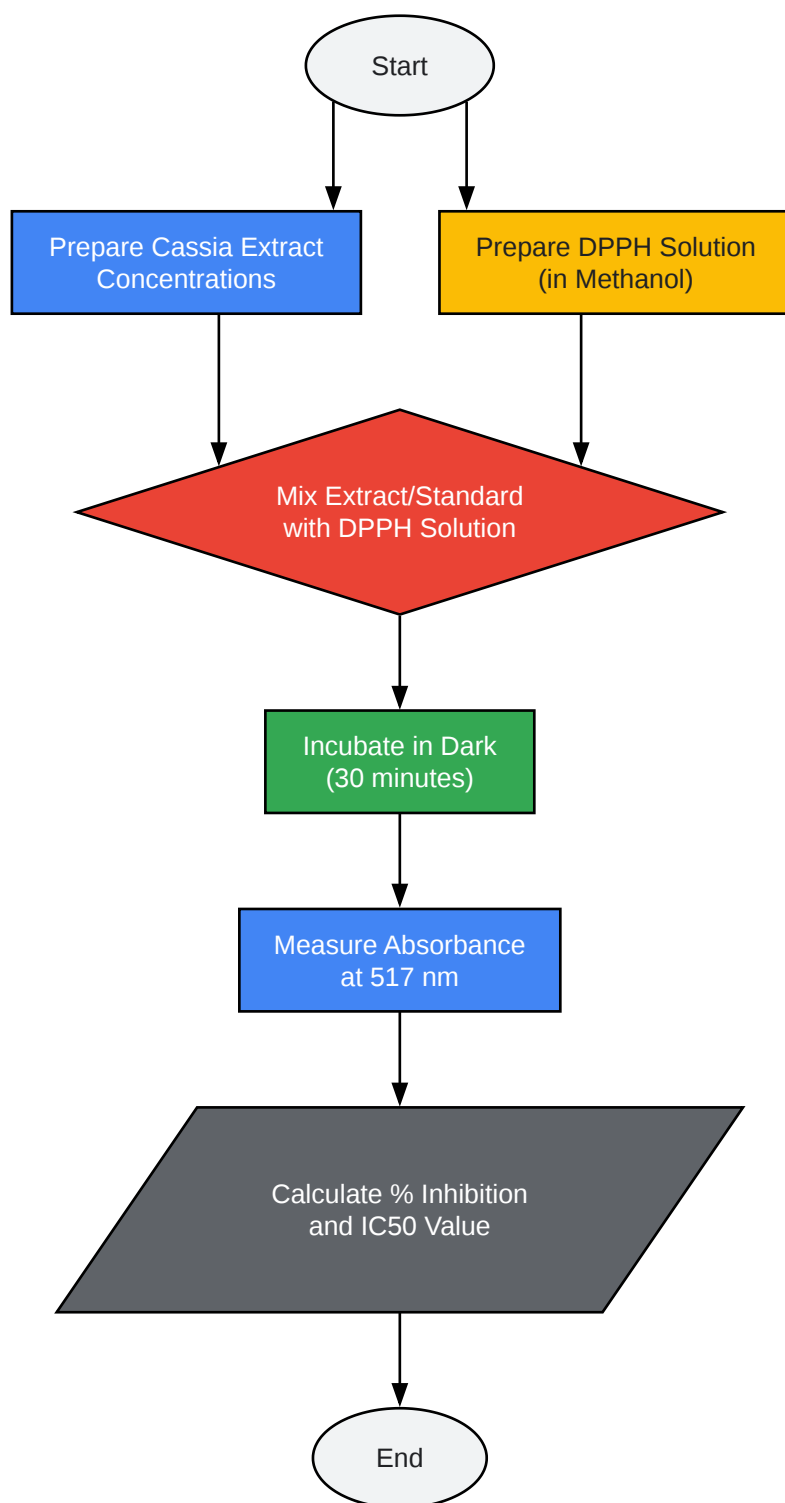 Start
Prepare Cassia Extract
Concentrations
Prepare DPPH Solution
(in Methanol)
Mix Extract/Standard
with DPPH Solution
Incubate in Dark
(30 minutes)
Measure Absorbance
at 517 nm
Calculate % Inhibition
and IC50 Value
End